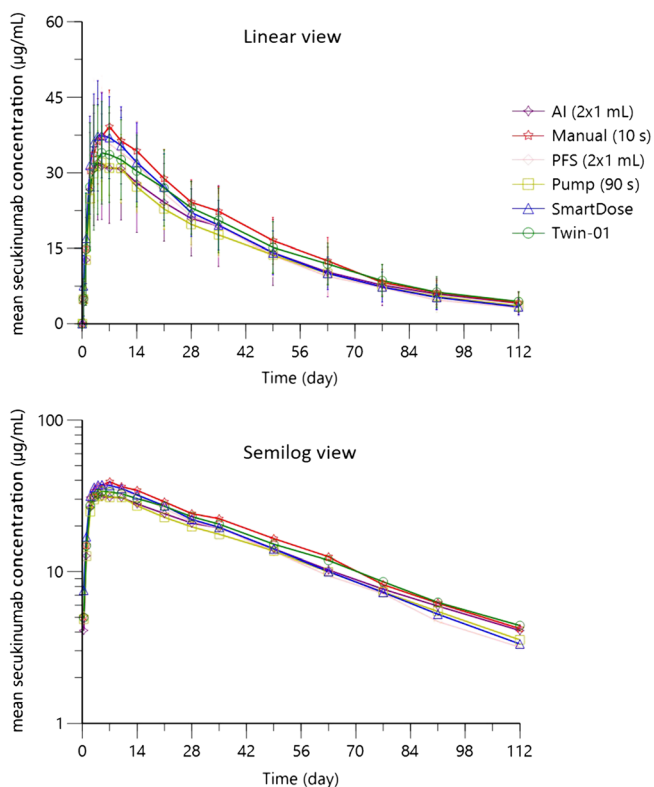 60
45
30
15
0
mean secukinumab concentration (μg/mL)
Linear view
AI (2x1 mL)
Manual (10 s)
PFS (2x1 mL)
Pump (90 s)
SmartDose
Twin-01
0 14 28 42 56 70 84 98 112
Time (day)
100
10
1
mean secukinumab concentration (μg/mL)
Semilog view
0 14 28 42 56 70 84 98 112
Time (day)